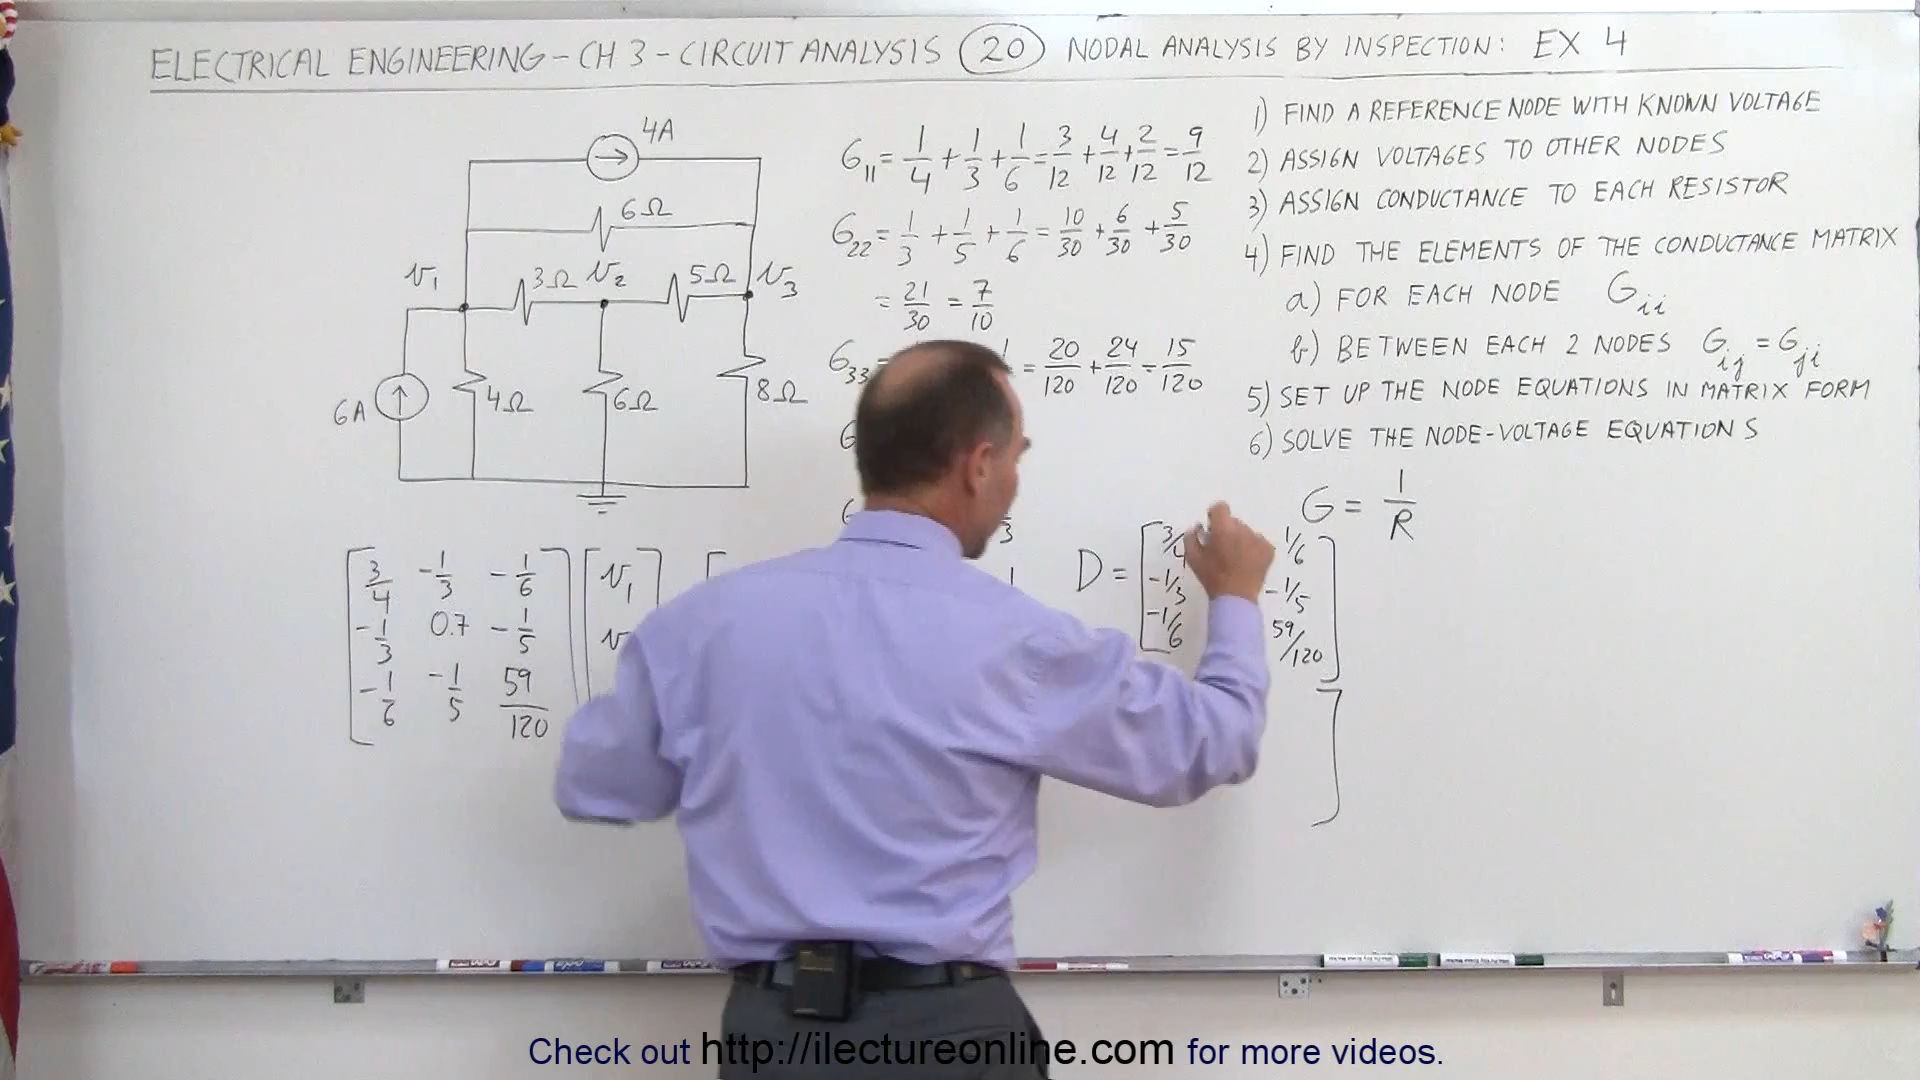 ELECTRICAL ENGINEERING - CH 3 - CIRCUIT ANALYSIS 20 NODAL ANALYSIS BY INSPECTION: EX 4
4A
6Ω
v1 3Ω v2 5Ω v3
6A 4Ω 6Ω 8Ω
G11 = 1/4 + 1/3 + 1/6 = 3/12 + 4/12 + 2/12 = 9/12
G22 = 1/3 + 1/5 + 1/6 = 10/30 + 6/30 + 5/30
= 21/30 = 7/10
G33 = 20/120 + 24/120 = 15/120
1) FIND A REFERENCE NODE WITH KNOWN VOLTAGE
2) ASSIGN VOLTAGES TO OTHER NODES
3) ASSIGN CONDUCTANCE TO EACH RESISTOR
4) FIND THE ELEMENTS OF THE CONDUCTANCE MATRIX
a) FOR EACH NODE Gii
b) BETWEEN EACH 2 NODES Gij = Gji
5) SET UP THE NODE EQUATIONS IN MATRIX FORM
6) SOLVE THE NODE-VOLTAGE EQUATIONS
G = 1/R
3/4 -1/3 -1/6 v1
-1/3 0.7 -1/5 v
-1/6 -1/5 59/120
D = 3/4 1/6
-1/3 -1/5
-1/6 59/120
Check out http://ilectureonline.com for more videos.